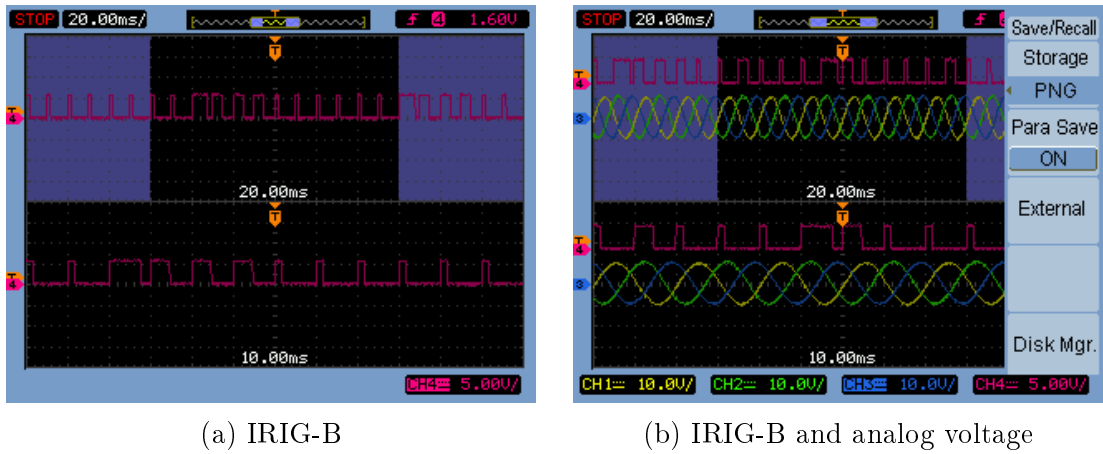 STOP 20.00ms/ T 4 1.60V
T
T
4
20.00ms
T
T
4
10.00ms
CH4 5.00V/
(a) IRIG-B
STOP 20.00ms/ T
Save/Recall
Storage
PNG
Para Save
ON
External
Disk Mgr.
T
T
4
3
20.00ms
T
T
4
3
10.00ms
CH1 10.0V/ CH2 10.0V/ CH3 10.0V/ CH4 5.00V/
(b) IRIG-B and analog voltage